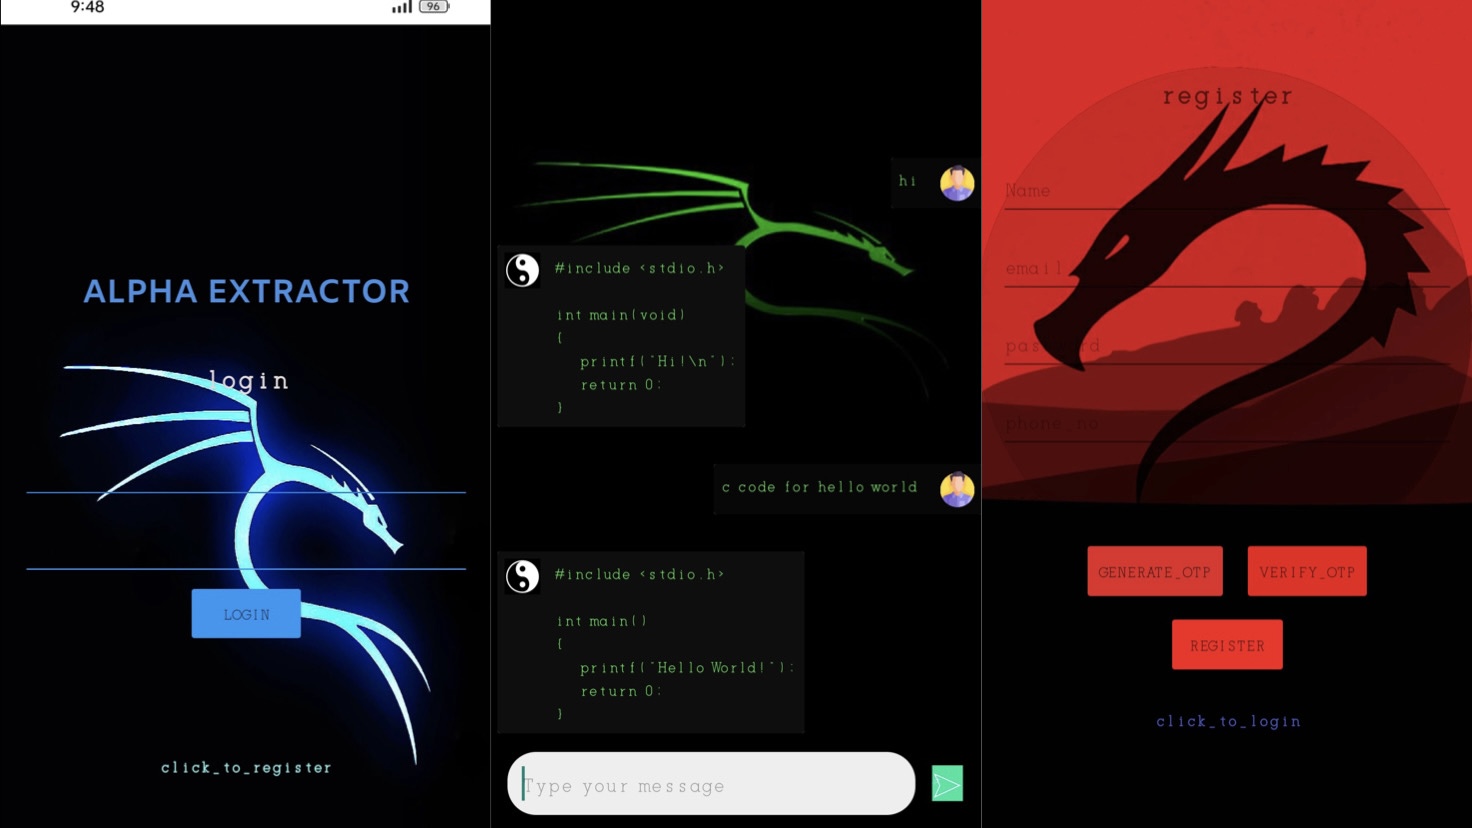 9:48
96
ALPHA EXTRACTOR
login
LOGIN
click_to_register
hi
#include <stdio.h>
int main(void)
{
printf("Hi!\n");
return 0;
}
c code for hello world
#include <stdio.h>
int main()
{
printf("Hello World!");
return 0;
}
Type your message
register
Name
email
password
phone_no
GENERATE_OTP
VERIFY_OTP
REGISTER
click_to_login